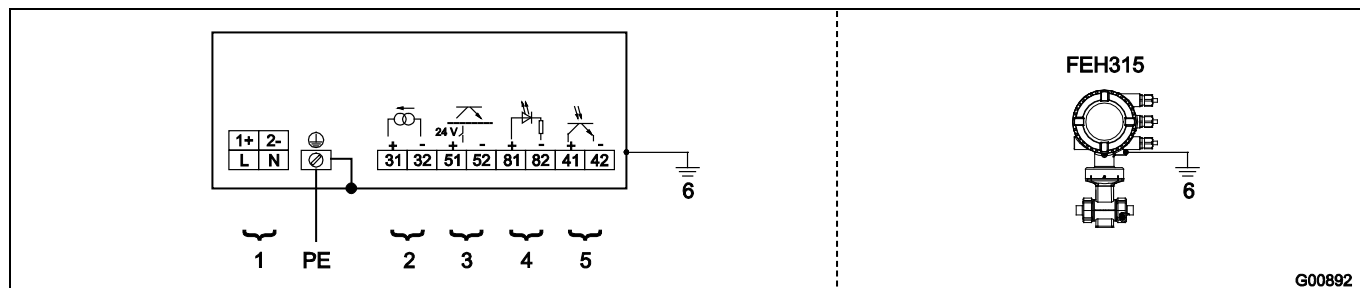 FEH315
24 V
1+ 2-
L N
+ - + - + - + -
31 32 51 52 81 82 41 42
6
6
1 PE 2 3 4 5
G00892